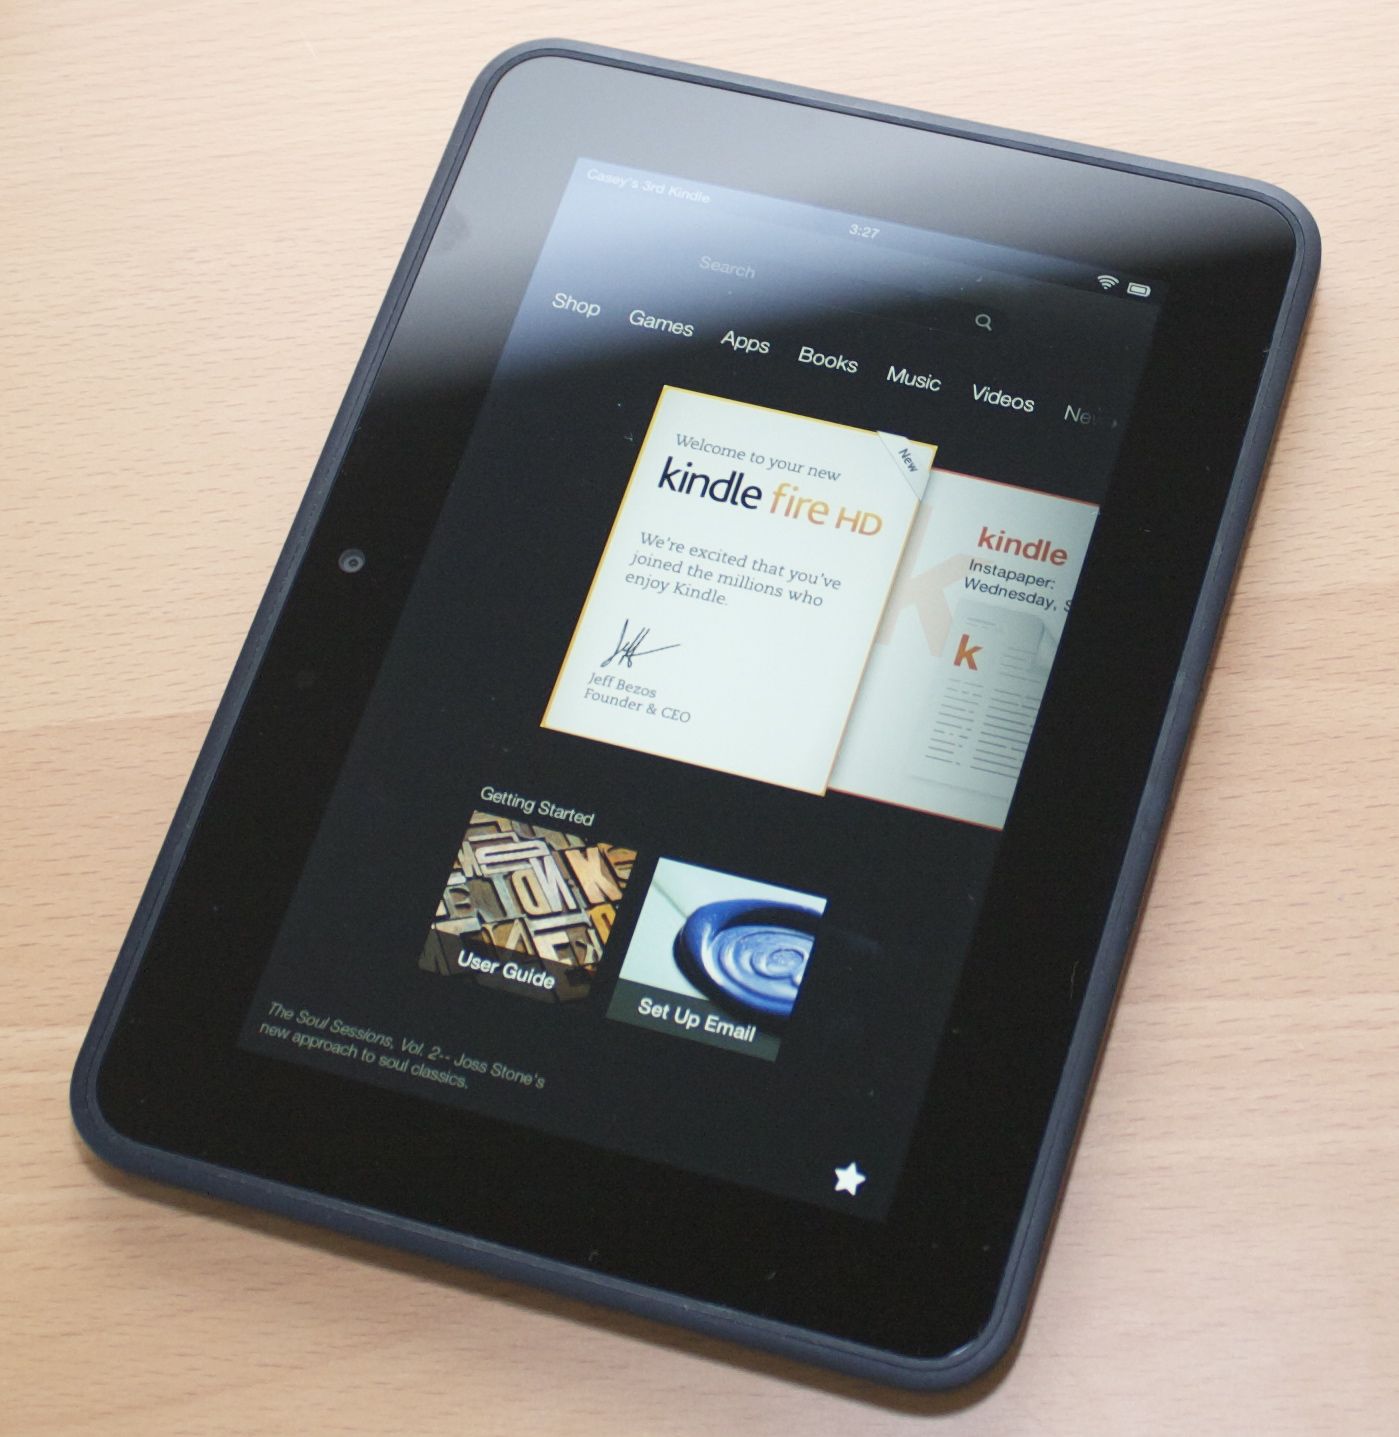 Casey's 3rd Kindle
3:27
Search
Shop Games Apps Books Music Videos
New
Welcome to your new
kindle fire HD
We're excited that you've
joined the millions who
enjoy Kindle.
Jeff
Jeff Bezos
Founder & CEO
k
kindle
Instapaper:
Wednesday, S
k
Getting Started
User Guide
Set Up Email
The Soul Sessions, Vol. 2-- Joss Stone's
new approach to soul classics.